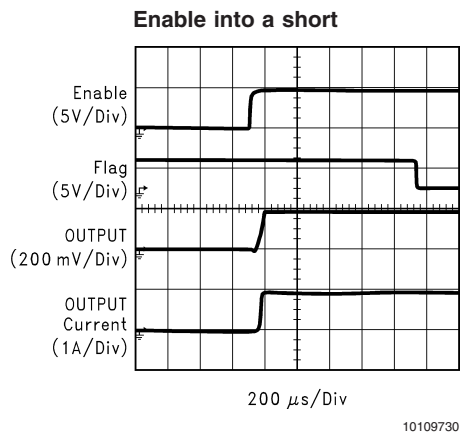 Enable into a short
Enable
(5V/Div)
Flag
(5V/Div)
OUTPUT
(200 mV/Div)
OUTPUT
Current
(1A/Div)
200 μs/Div
10109730